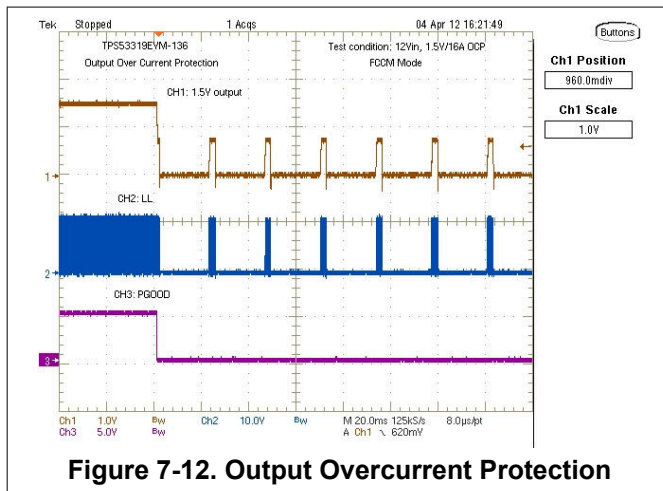 Tek Stopped 1 Acqs 04 Apr 12 16:21:49
Buttons
TPS53319EVM-136
Output Over Current Protection
Test condition: 12Vin, 1.5V/16A OCP
FCCM Mode
Ch1 Position
960.0mdiv
Ch1 Scale
1.0V
CH1: 1.5V output
1
CH2: LL
2
CH3: PGOOD
3
Ch1 1.0V Bw Ch2 10.0V Bw M 20.0ms 125kS/s 8.0µs/pt
Ch3 5.0V Bw A Ch1 ∖ 620mV
Figure 7-12. Output Overcurrent Protection